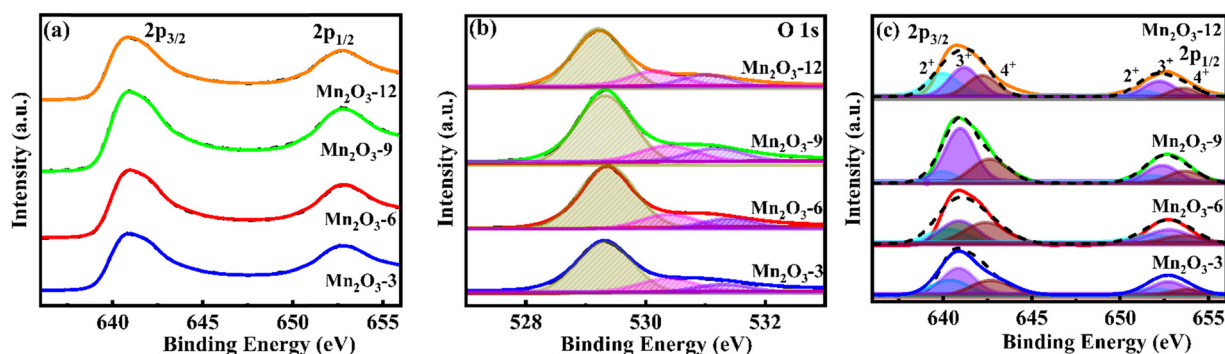 (a)
2p3/2
2p1/2
Mn2O3-12
Mn2O3-9
Mn2O3-6
Mn2O3-3
640
645
650
655
Binding Energy (eV)
Intensity (a.u.)
(b)
O 1s
Mn2O3-12
Mn2O3-9
Mn2O3-6
Mn2O3-3
528
530
532
Binding Energy (eV)
Intensity (a.u.)
(c)
2p3/2
Mn2O3-12
2+
3+
4+
2+
3+
2p1/2
4+
Mn2O3-9
Mn2O3-6
Mn2O3-3
640
645
650
655
Binding Energy (eV)
Intensity (a.u.)